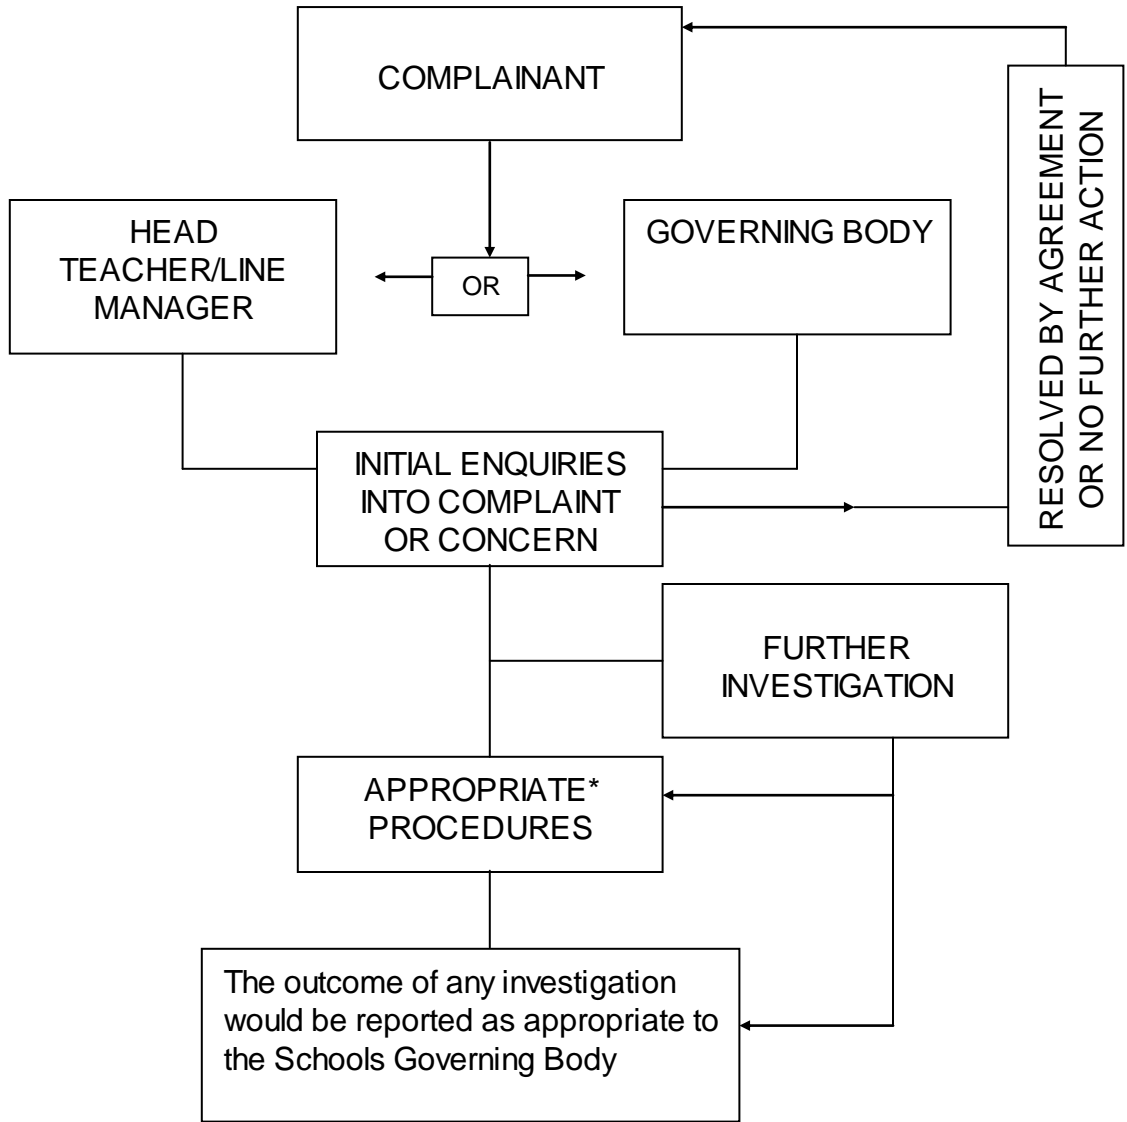 COMPLAINANT
HEAD
TEACHER/LINE
MANAGER
OR
GOVERNING BODY
RESOLVED BY AGREEMENT
OR NO FURTHER ACTION
INITIAL ENQUIRIES
INTO COMPLAINT
OR CONCERN
FURTHER
INVESTIGATION
APPROPRIATE*
PROCEDURES
The outcome of any investigation
would be reported as appropriate to
the Schools Governing Body